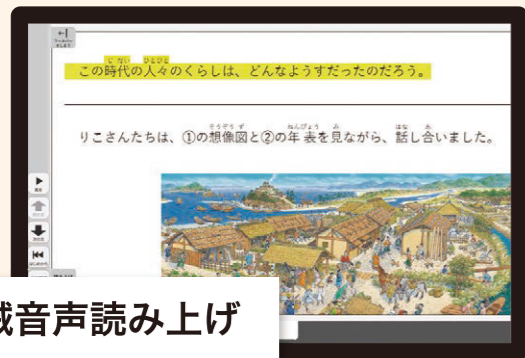 この時代の人々のくらしは、どんなようすだったのだろう。
りこさんたちは、①の想像図と②の年表を見ながら、話し合いました。
械音声読み上げ